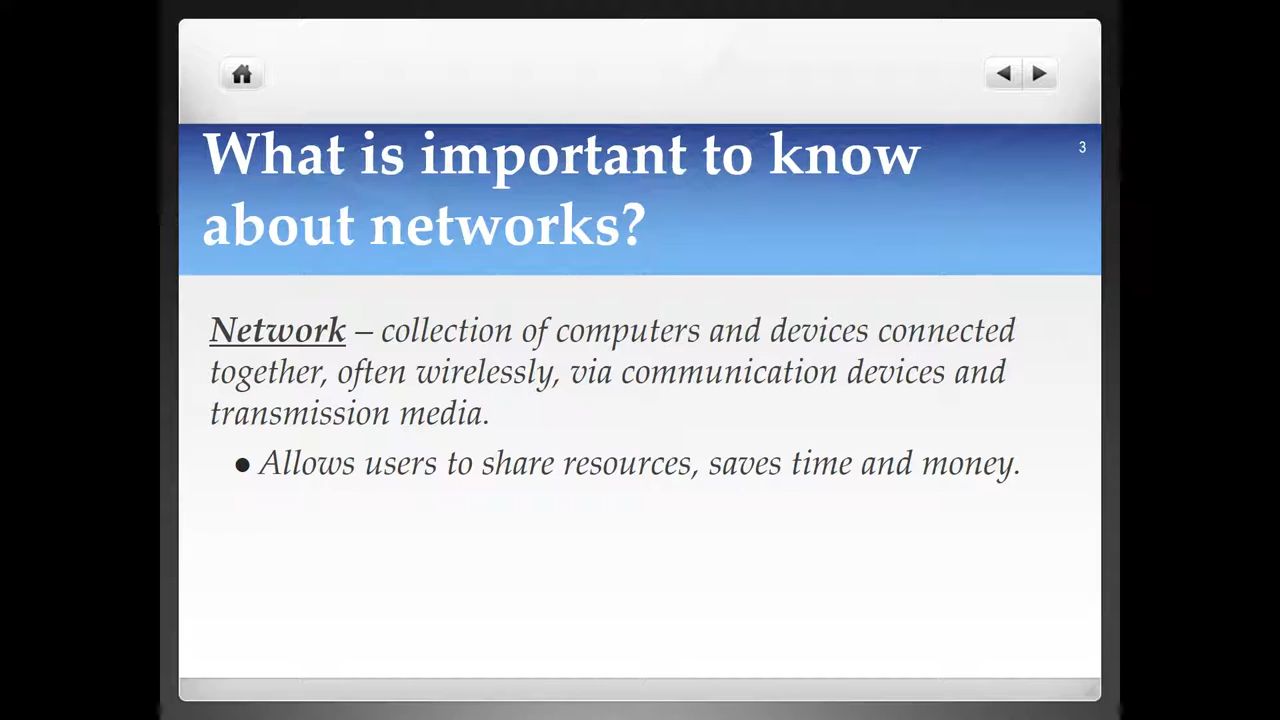 What is important to know
about networks?
3
Network – collection of computers and devices connected
together, often wirelessly, via communication devices and
transmission media.
● Allows users to share resources, saves time and money.